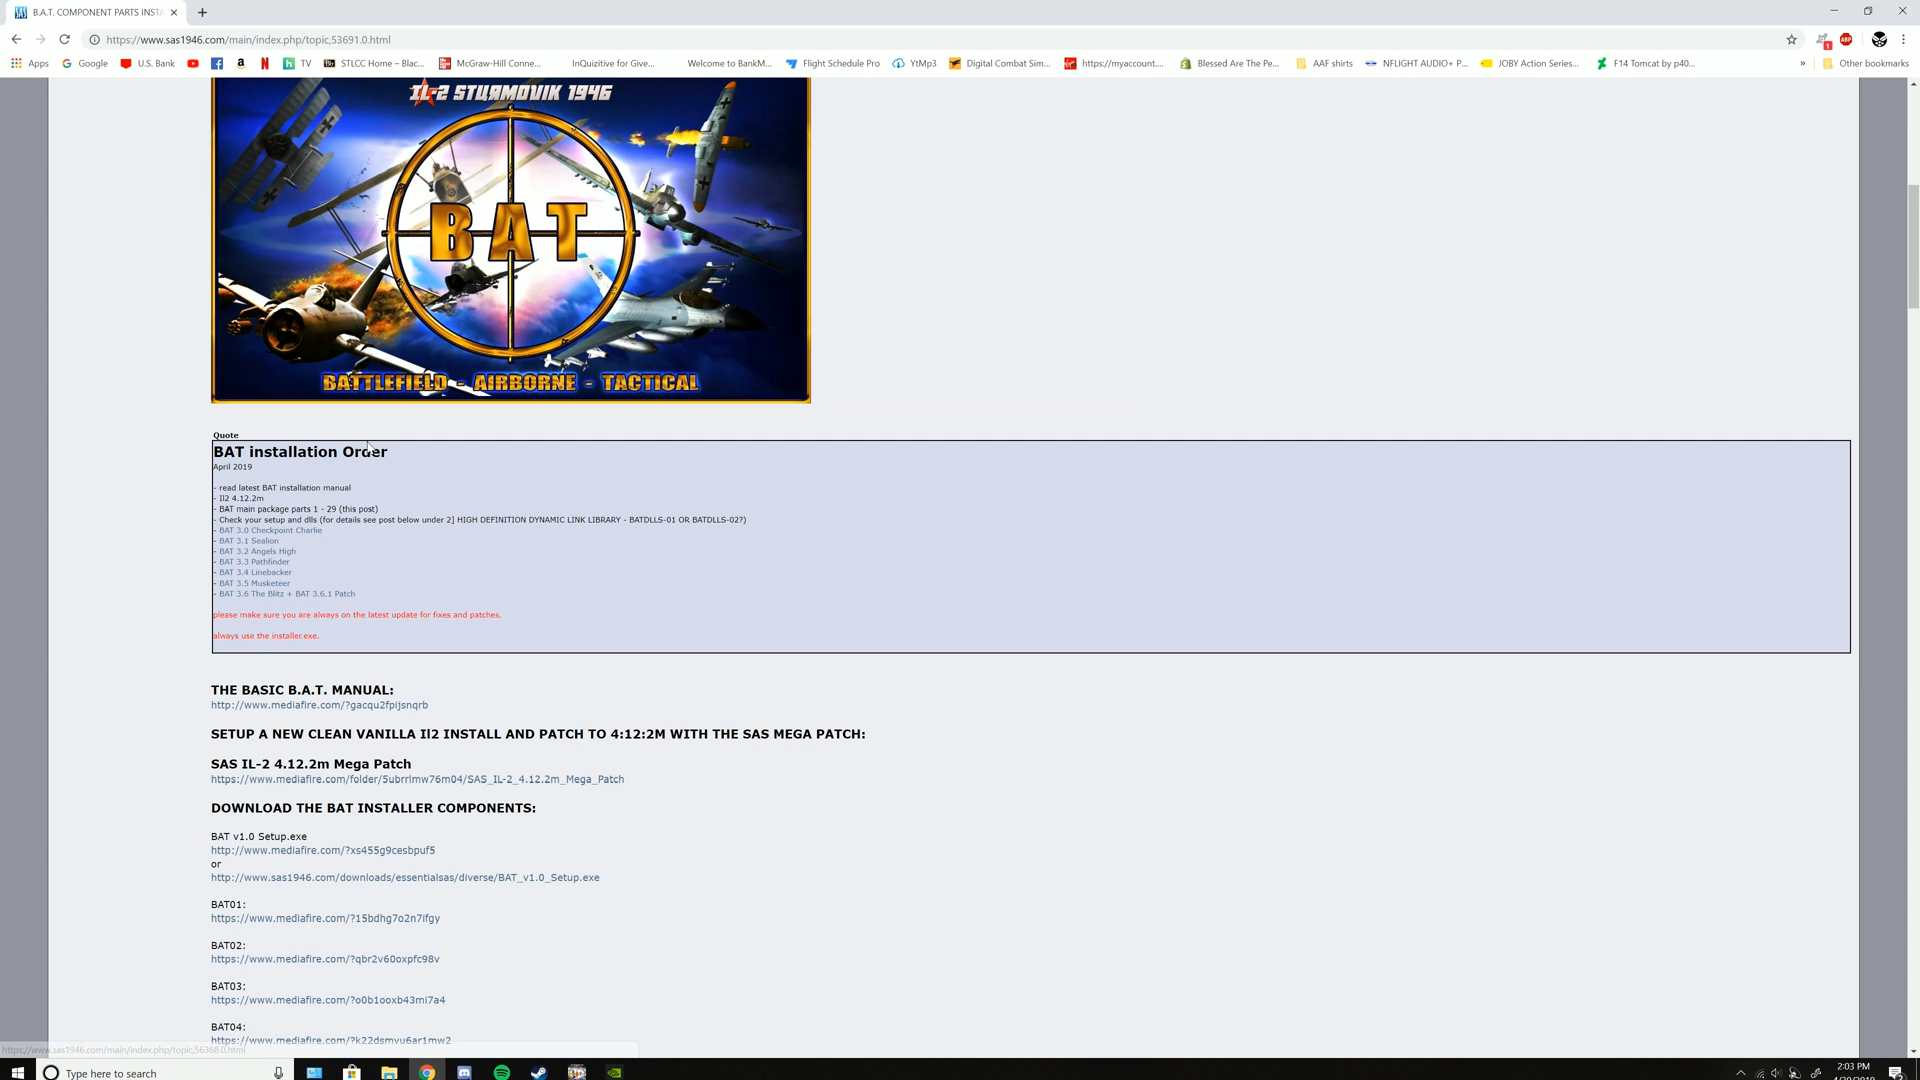 B.A.T. COMPONENT PARTS INSTA
https://www.sas1946.com/main/index.php/topic,53691.0.html
Apps
Google
U.S. Bank
TV
STLCC Home – Blac...
McGraw-Hill Conne...
InQuizitive for Give...
Welcome to BankM...
Flight Schedule Pro
YtMp3
Digital Combat Sim...
https://myaccount....
Blessed Are The Pe...
AAF shirts
NFLIGHT AUDIO+ P...
JOBY Action Series...
F14 Tomcat by p40...
»
Other bookmarks
IL-2 STURMOVIK 1946
BAT
BATTLEFIELD - AIRBORNE - TACTICAL
Quote
BAT installation Order
April 2019
- read latest BAT installation manual
- Il2 4.12.2m
- BAT main package parts 1 - 29 (this post)
- Check your setup and dlls (for details see post below under 2] HIGH DEFINITION DYNAMIC LINK LIBRARY - BATDLLS-01 OR BATDLLS-02?)
- BAT 3.0 Checkpoint Charlie
- BAT 3.1 Sealion
- BAT 3.2 Angels High
- BAT 3.3 Pathfinder
- BAT 3.4 Linebacker
- BAT 3.5 Musketeer
- BAT 3.6 The Blitz + BAT 3.6.1 Patch
please make sure you are always on the latest update for fixes and patches.
always use the installer.exe.
THE BASIC B.A.T. MANUAL:
http://www.mediafire.com/?gacqu2fpijsnqrb
SETUP A NEW CLEAN VANILLA Il2 INSTALL AND PATCH TO 4:12:2M WITH THE SAS MEGA PATCH:
SAS IL-2 4.12.2m Mega Patch
https://www.mediafire.com/folder/5ubrrlmw76m04/SAS_IL-2_4.12.2m_Mega_Patch
DOWNLOAD THE BAT INSTALLER COMPONENTS:
BAT v1.0 Setup.exe
http://www.mediafire.com/?xs455g9cesbpuf5
or
http://www.sas1946.com/downloads/essentialsas/diverse/BAT_v1.0_Setup.exe
BAT01:
https://www.mediafire.com/?15bdhg7o2n7ifgy
BAT02:
https://www.mediafire.com/?qbr2v60oxpfc98v
BAT03:
https://www.mediafire.com/?o0b1ooxb43mi7a4
BAT04:
https://www.mediafire.com/?k22dsmvu6ar1mw2
https://www.sas1946.com/main/index.php/topic,56368.0.html
Type here to search
2:03 PM